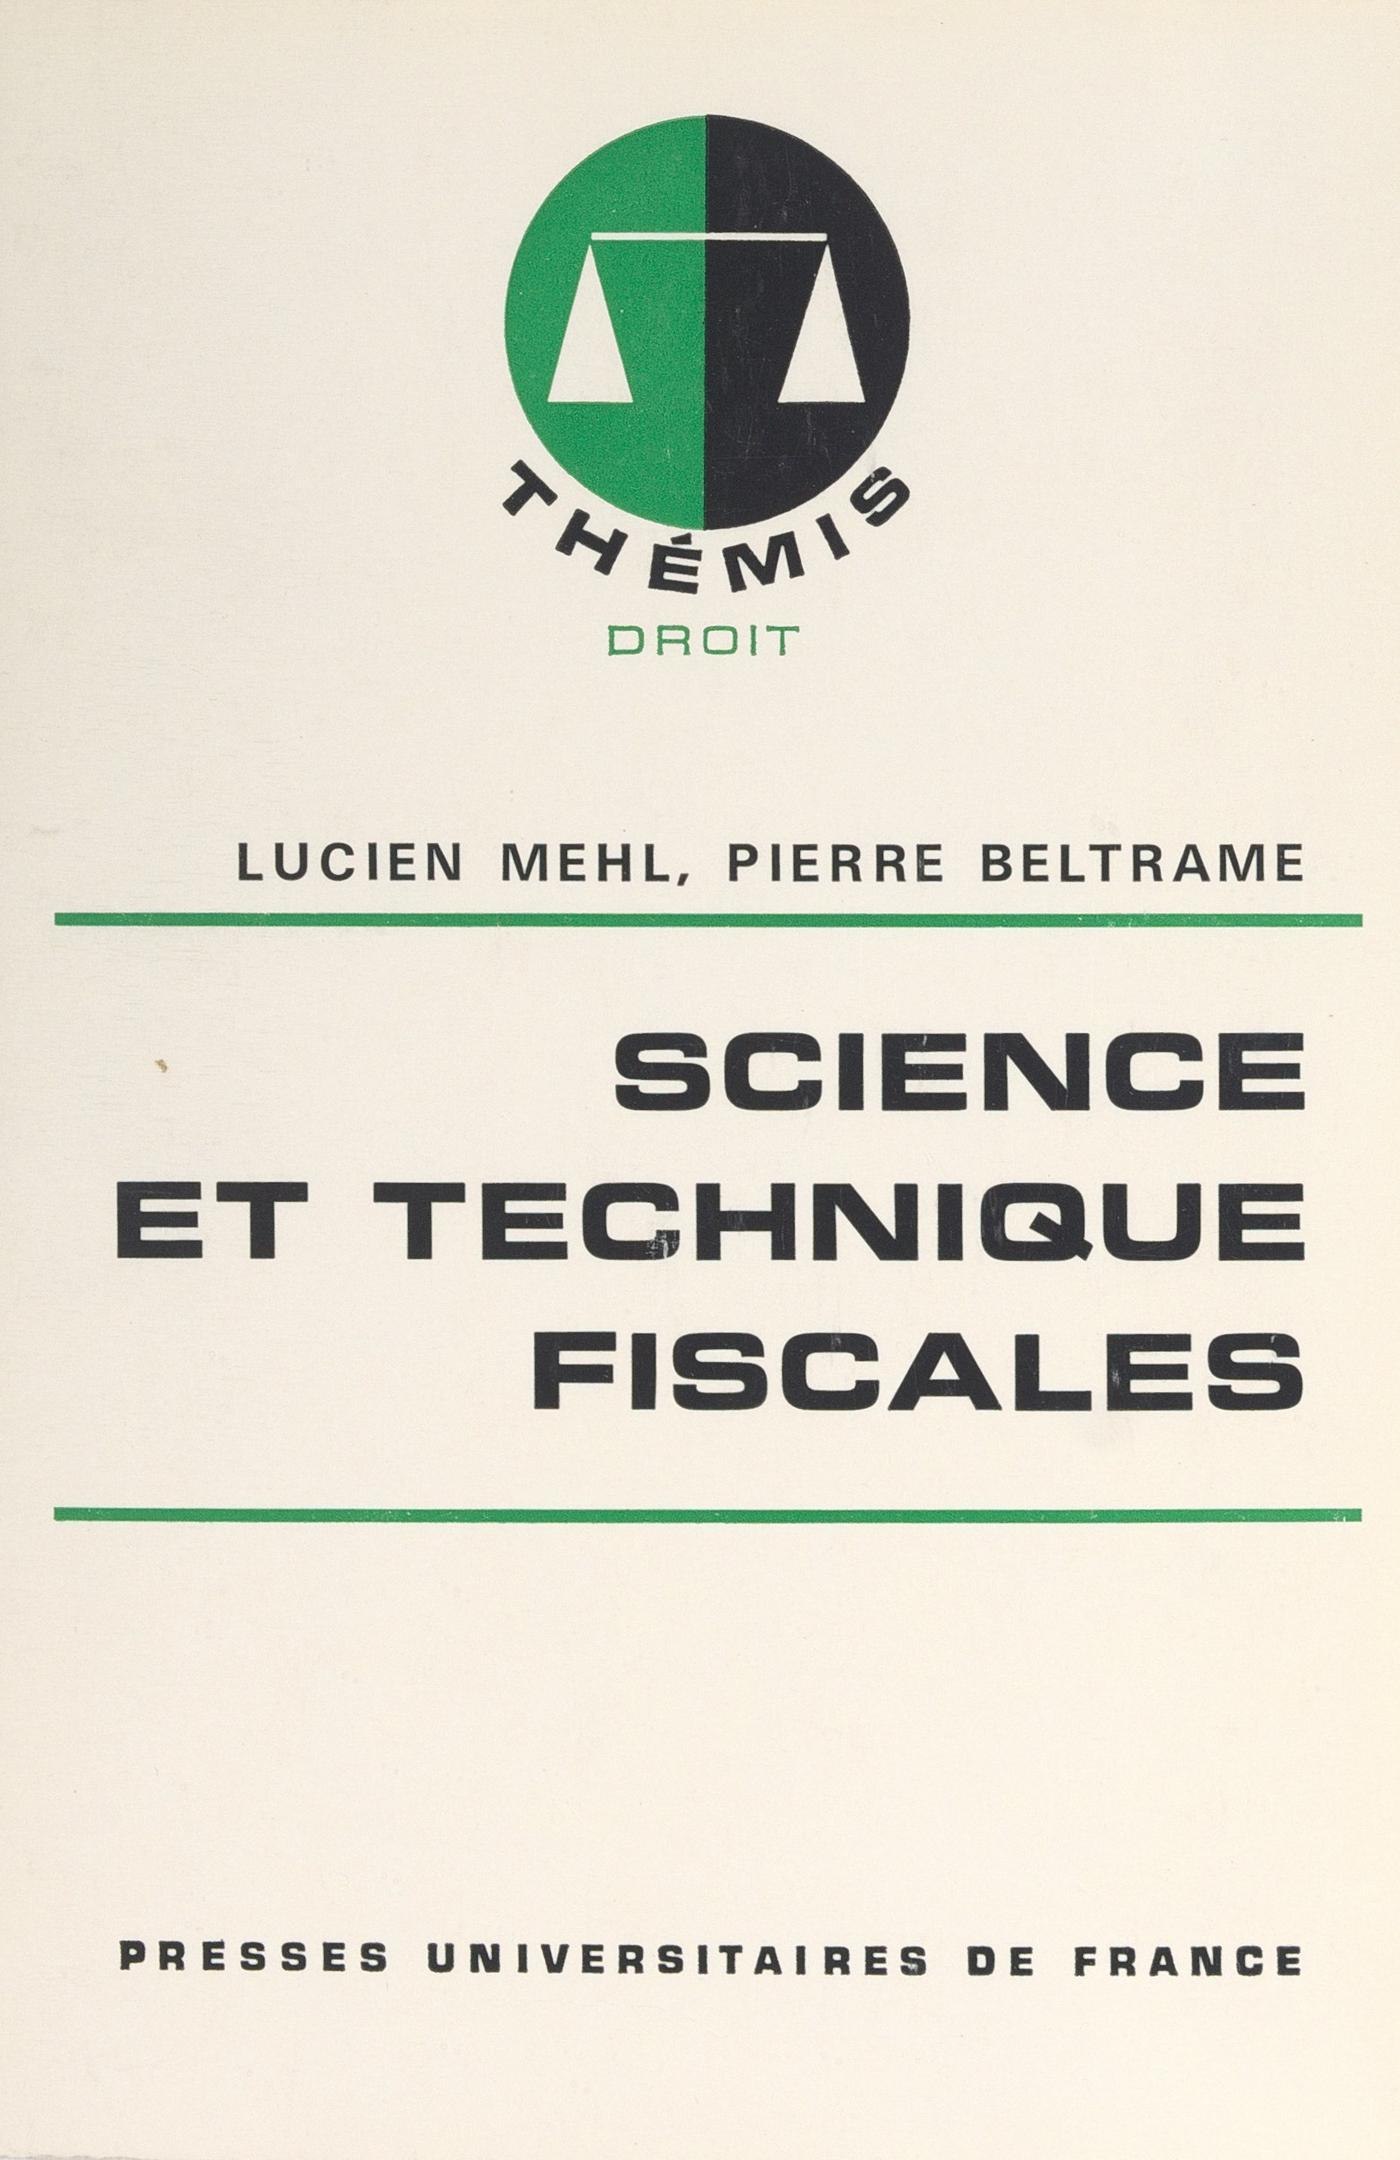 THÉMIS
DROIT
LUCIEN MEHL, PIERRE BELTRAME
SCIENCE
ET TECHNIQUE
FISCALES
PRESSES UNIVERSITAIRES DE FRANCE